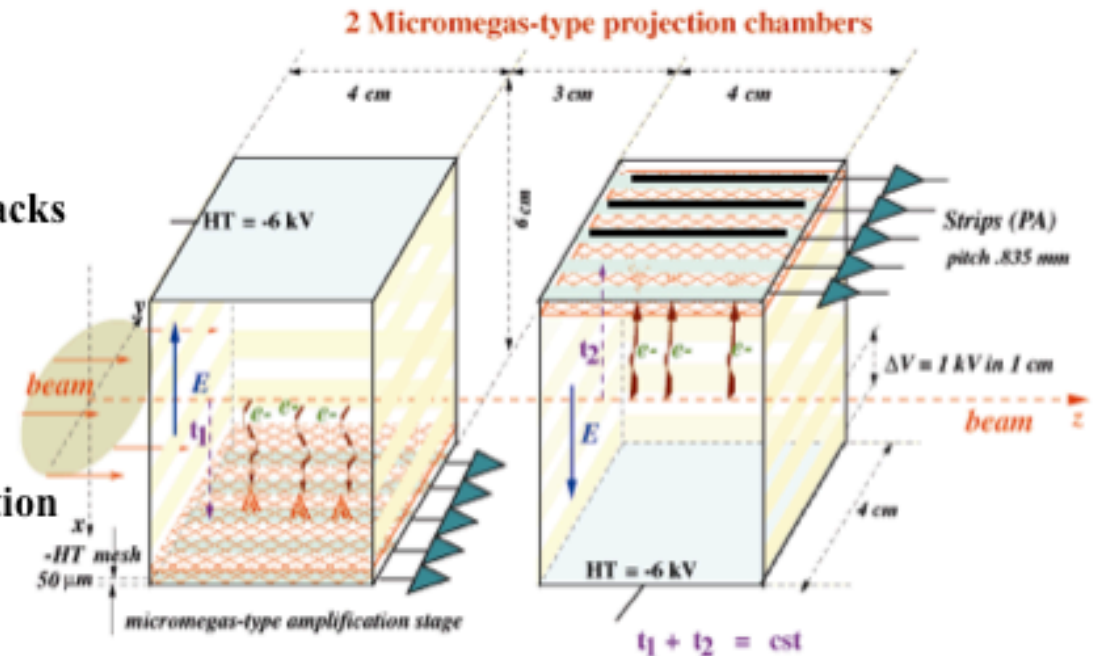 2 Micromegas-type projection chambers
4 cm
3 cm
4 cm
acks
HT = -6 kV
6 cm
Strips (PA)
pitch .835 mm
y
beam
E
t1
e- e- e-
t2
e- e- e-
E
ΔV = 1 kV in 1 cm
beam
z
tion
x
-HT mesh
50 µm
4 cm
HT = -6 kV
micromegas-type amplification stage
t1 + t2 = cst